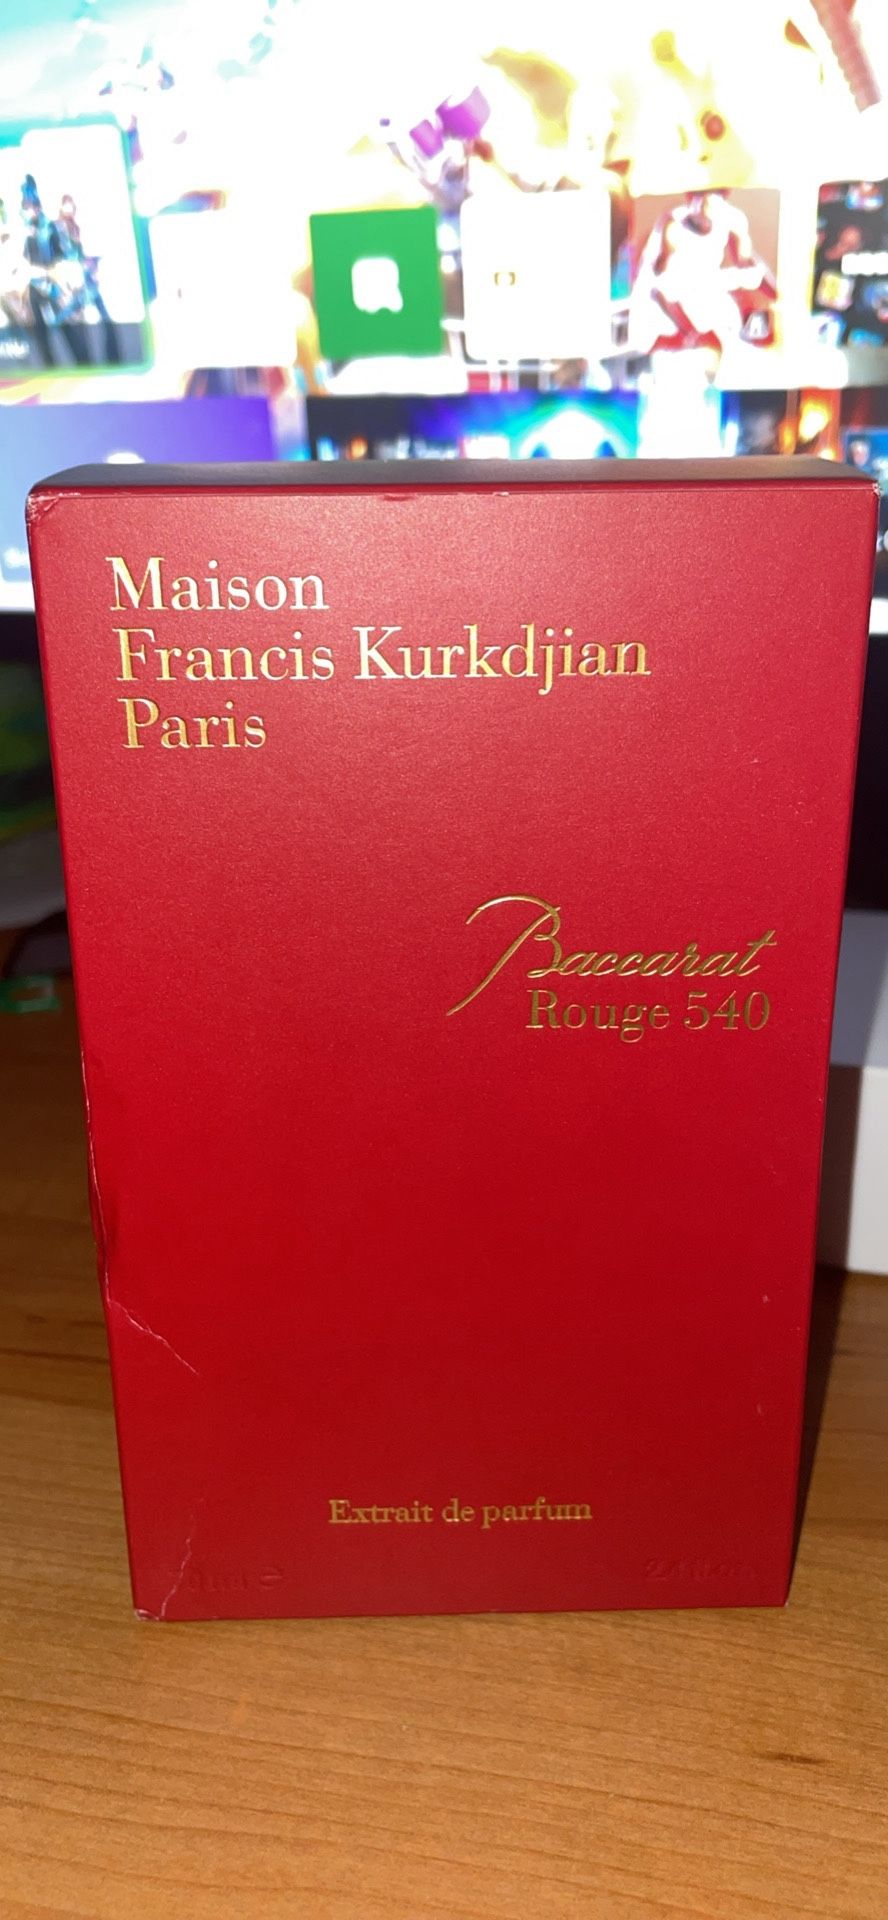 Maison
Francis Kurkdjian
Paris
Baccarat
Rouge 540
Extrait de parfum